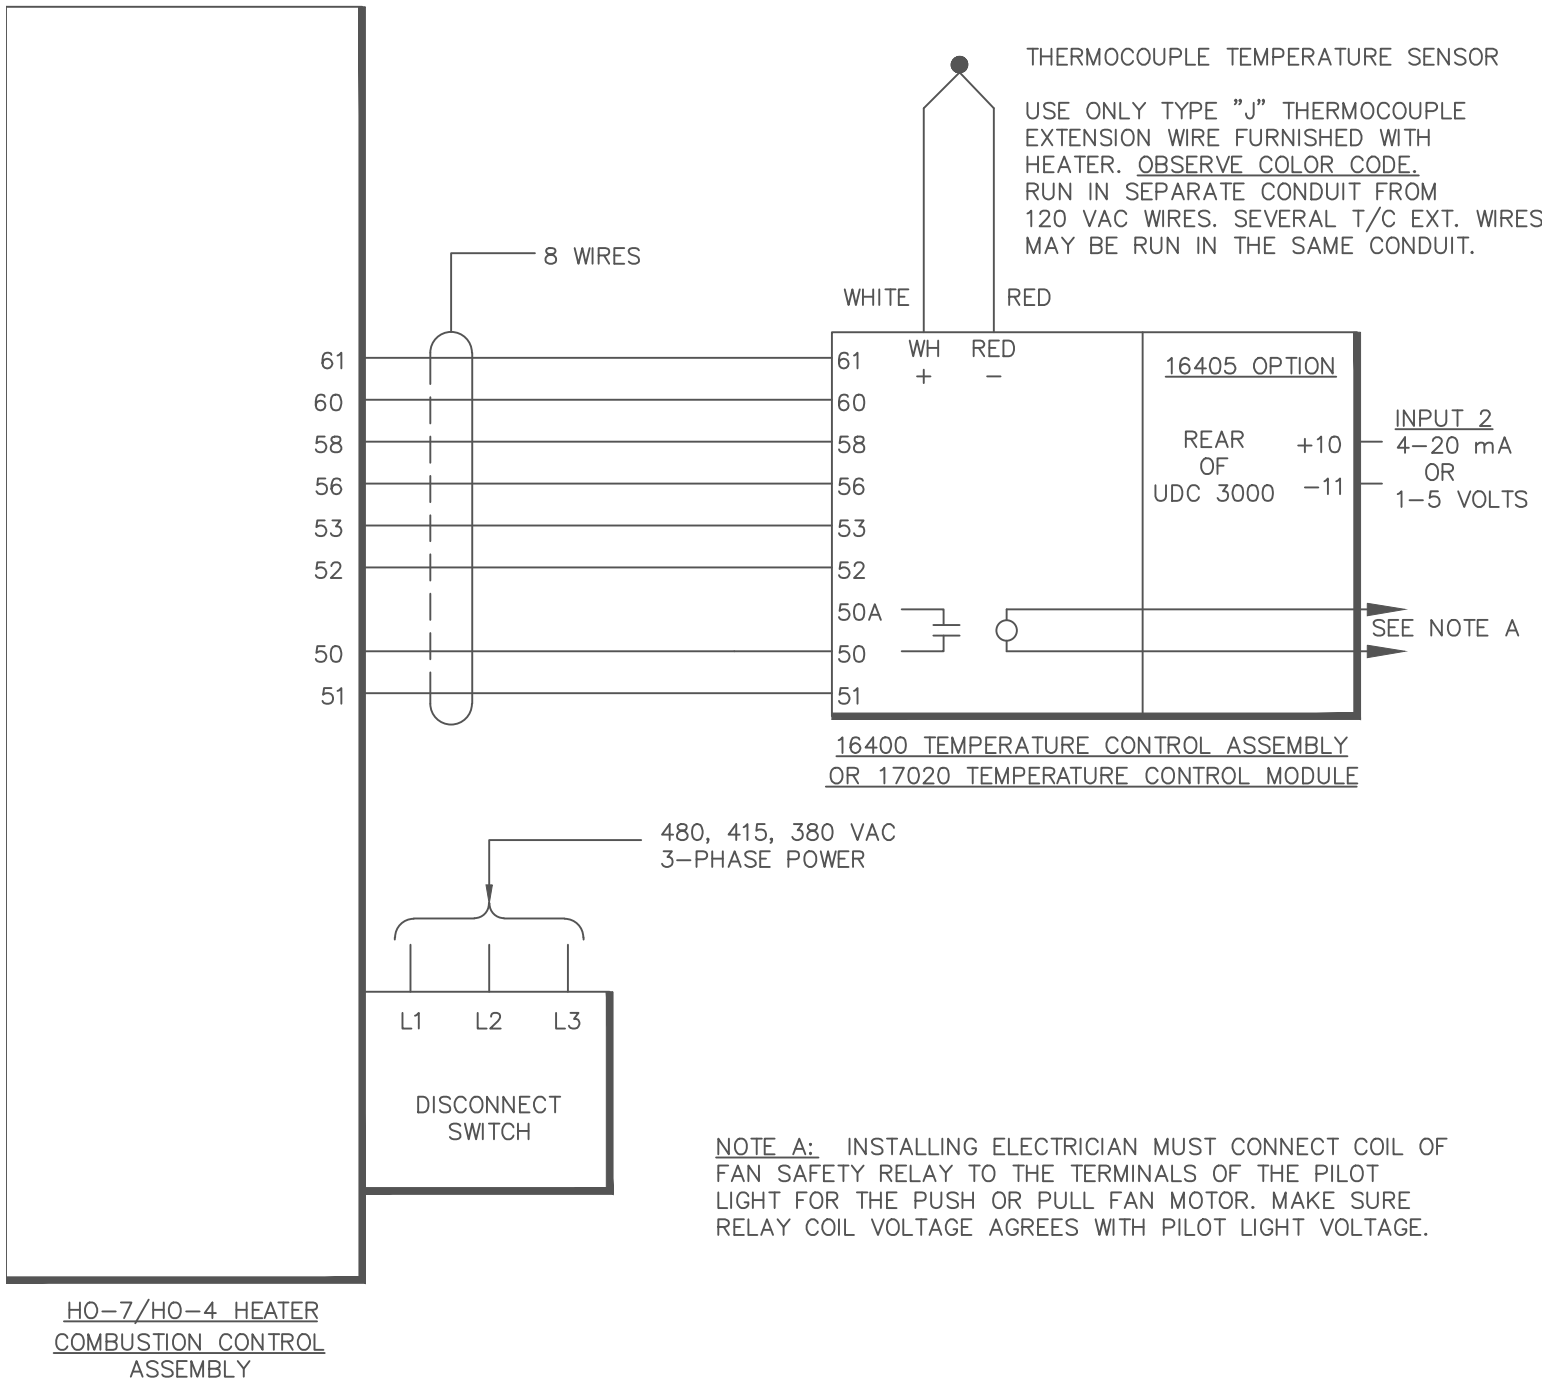 THERMOCOUPLE TEMPERATURE SENSOR
USE ONLY TYPE "J" THERMOCOUPLE
EXTENSION WIRE FURNISHED WITH
HEATER. OBSERVE COLOR CODE.
RUN IN SEPARATE CONDUIT FROM
120 VAC WIRES. SEVERAL T/C EXT. WIRES
MAY BE RUN IN THE SAME CONDUIT.
8 WIRES
WHITE
RED
61
60
58
56
53
52
50
51
61
60
58
56
53
52
50A
50
51
WH RED
+ −
16405 OPTION
REAR
OF
UDC 3000
+10
−11
INPUT 2
4−20 mA
OR
1−5 VOLTS
SEE NOTE A
16400 TEMPERATURE CONTROL ASSEMBLY
OR 17020 TEMPERATURE CONTROL MODULE
480, 415, 380 VAC
3−PHASE POWER
L1 L2 L3
DISCONNECT
SWITCH
NOTE A: INSTALLING ELECTRICIAN MUST CONNECT COIL OF
FAN SAFETY RELAY TO THE TERMINALS OF THE PILOT
LIGHT FOR THE PUSH OR PULL FAN MOTOR. MAKE SURE
RELAY COIL VOLTAGE AGREES WITH PILOT LIGHT VOLTAGE.
HO−7/HO−4 HEATER
COMBUSTION CONTROL
ASSEMBLY